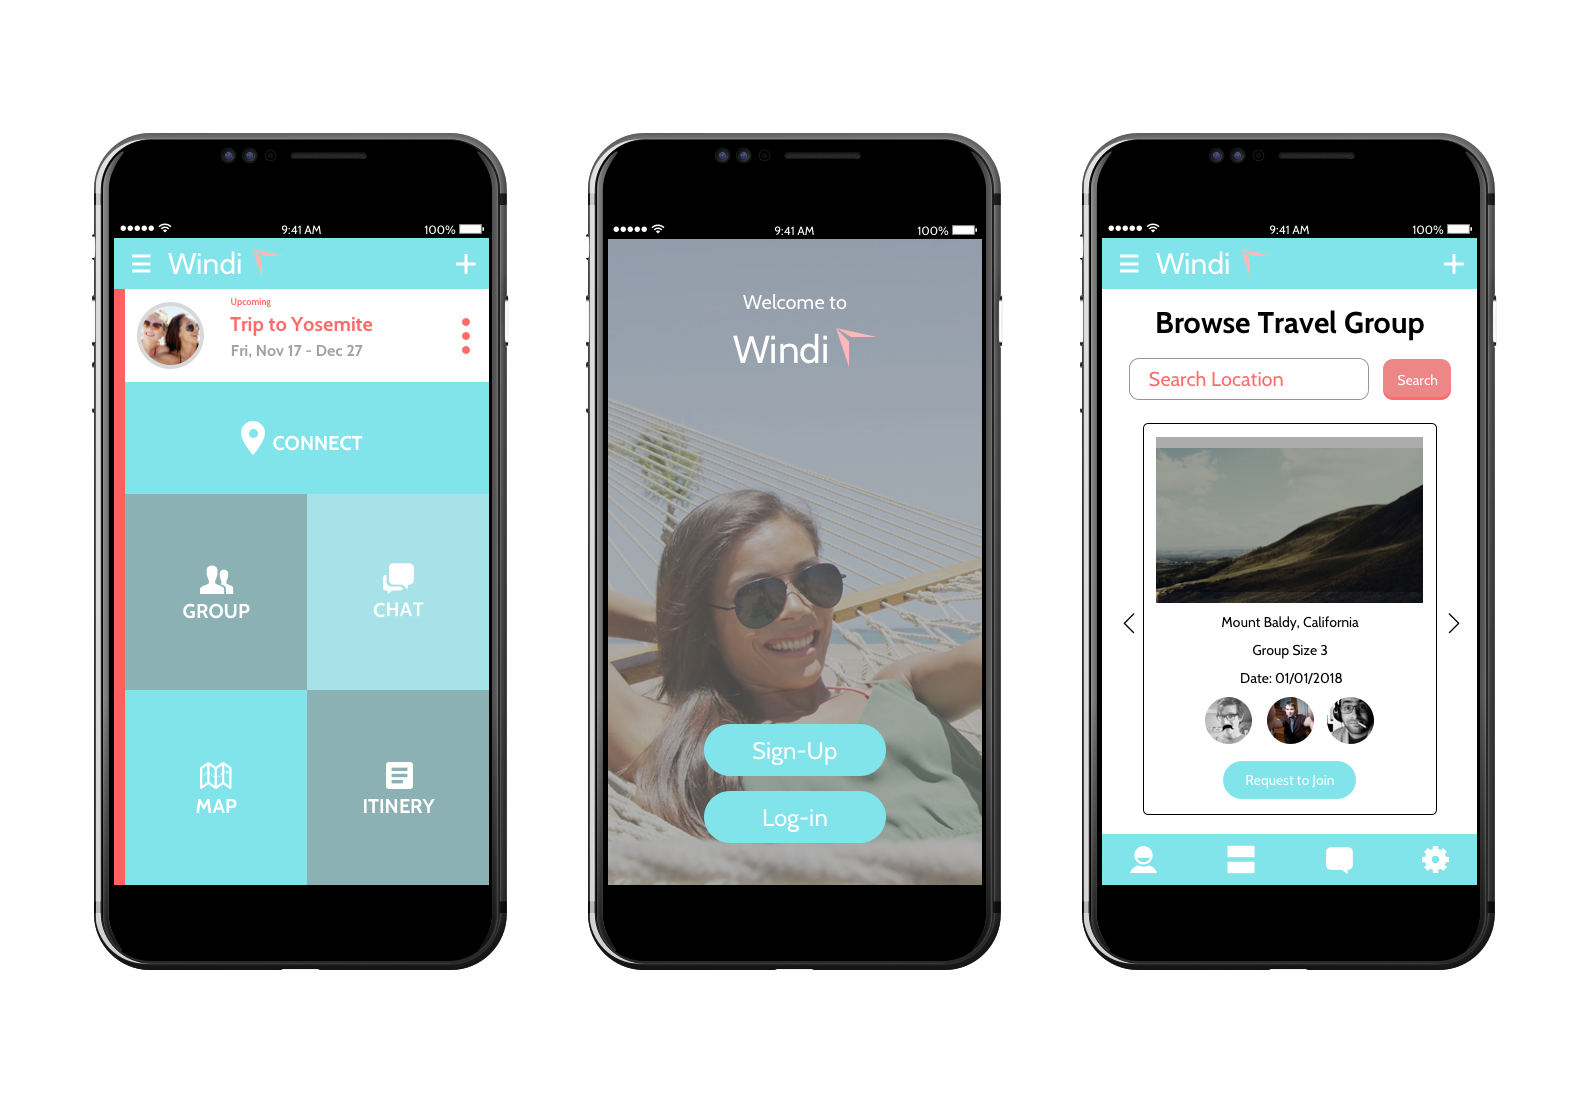 9:41 AM
100%
Windi
Upcoming
Trip to Yosemite
Fri, Nov 17 - Dec 27
CONNECT
GROUP
CHAT
MAP
ITINERY
9:41 AM
100%
Welcome to
Windi
Sign-Up
Log-in
9:41 AM
100%
Windi
Browse Travel Group
Search Location
Search
Mount Baldy, California
Group Size 3
Date: 01/01/2018
Request to Join